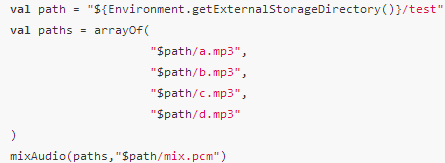 val path = "${Environment.getExternalStorageDirectory()}/test"
val paths = arrayOf(
"$path/a.mp3",
"$path/b.mp3",
"$path/c.mp3",
"$path/d.mp3"
)
mixAudio(paths,"$path/mix.pcm")